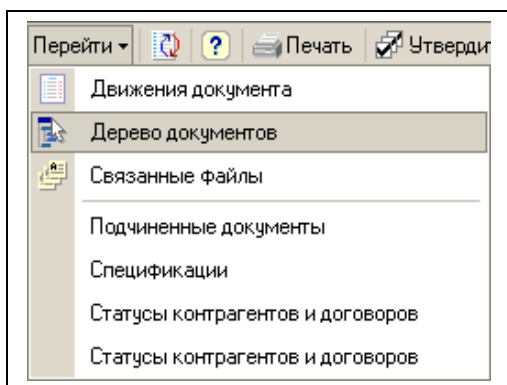 Перейти ? Печать Утверди
Движения документа
Дерево документов
Связанные файлы
Подчиненные документы
Спецификации
Статусы контрагентов и договоров
Статусы контрагентов и договоров